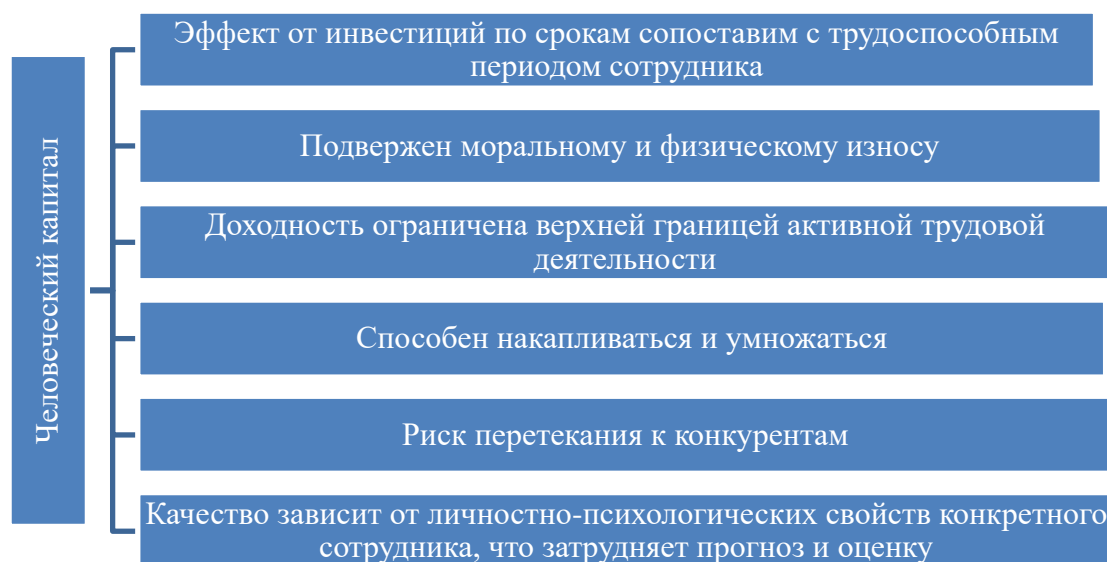 Человеческий капитал
Эффект от инвестиций по срокам сопоставим с трудоспособным
периодом сотрудника
Подвержен моральному и физическому износу
Доходность ограничена верхней границей активной трудовой
деятельности
Способен накапливаться и умножаться
Риск перетекания к конкурентам
Качество зависит от личностно-психологических свойств конкретного
сотрудника, что затрудняет прогноз и оценку